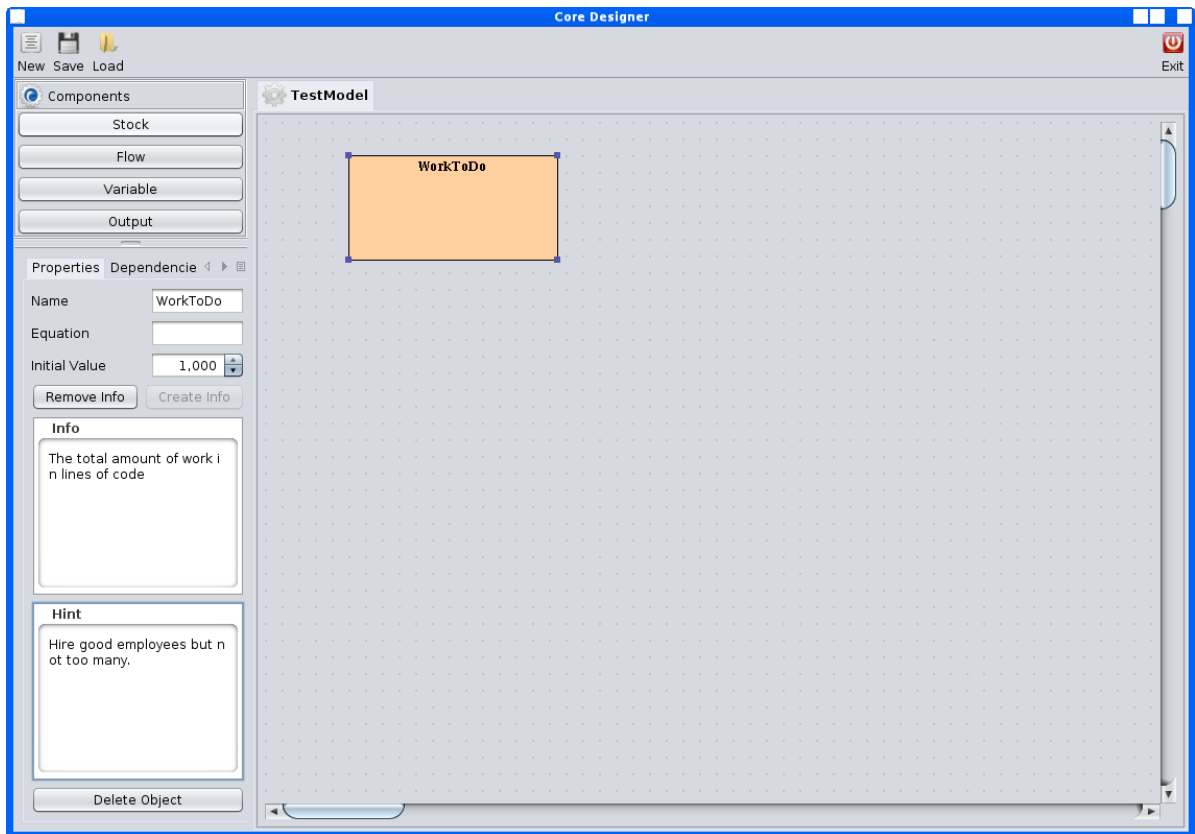 Core Designer
New Save Load
Exit
Components
Stock
Flow
Variable
Output
TestModel
WorkToDo
Properties Dependencie
Name WorkToDo
Equation
Initial Value 1,000
Remove Info Create Info
Info
The total amount of work i
n lines of code
Hint
Hire good employees but n
ot too many.
Delete Object